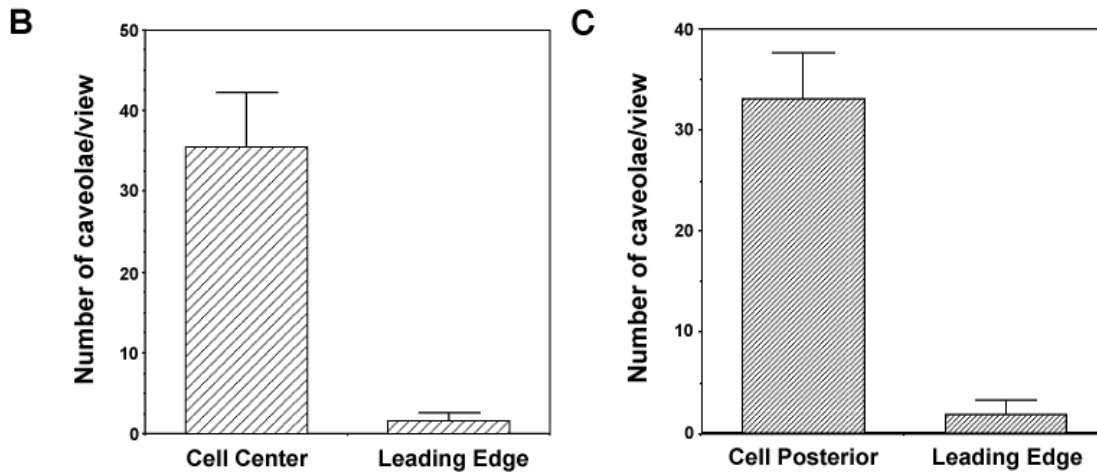 B
Number of caveolae/view
50
40
30
20
10
0
Cell Center Leading Edge
C
Number of caveolae/view
40
30
20
10
0
Cell Posterior Leading Edge